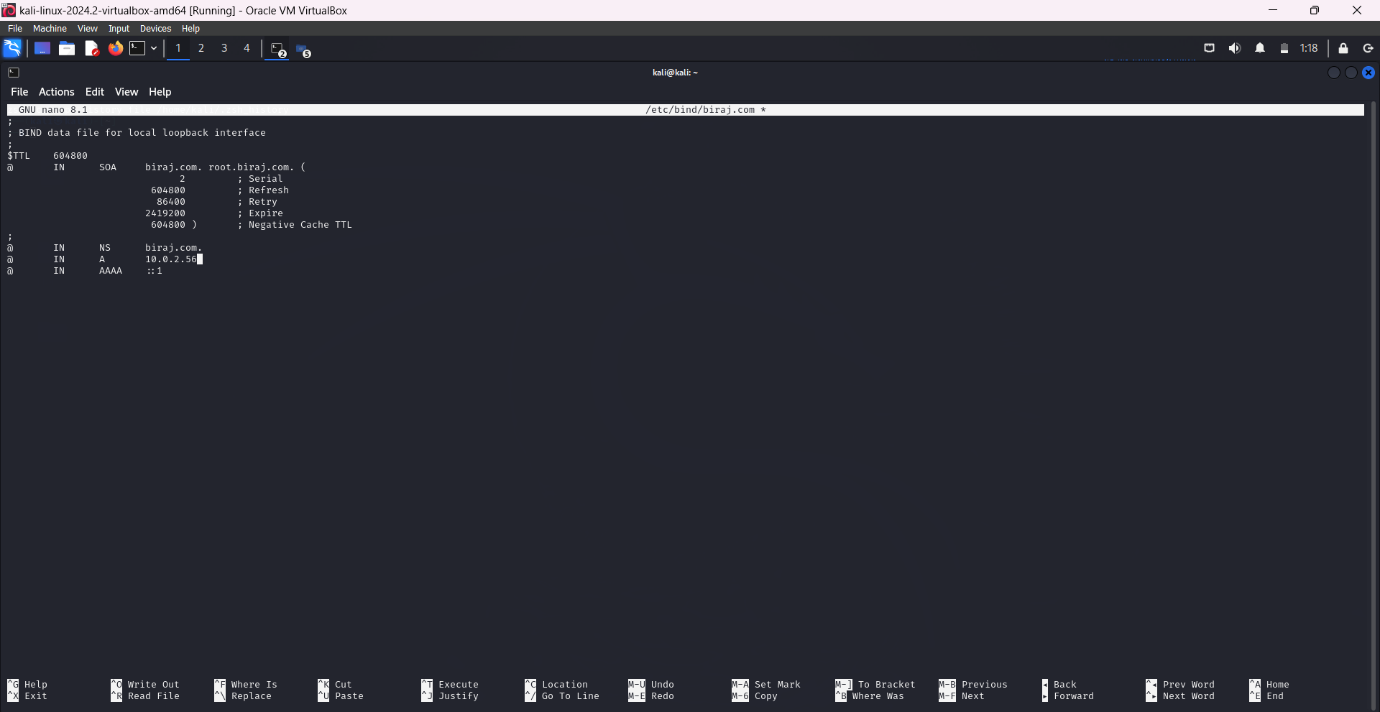 kali-linux-2024.2-virtualbox-amd64 [Running] - Oracle VM VirtualBox
File Machine View Input Devices Help
1 2 3 4 2 5 1:18
kali@kali: ~
File Actions Edit View Help
GNU nano 8.1 /etc/bind/biraj.com *
;
; BIND data file for local loopback interface
;
$TTL 604800
@ IN SOA biraj.com. root.biraj.com. (
2 ; Serial
604800 ; Refresh
86400 ; Retry
2419200 ; Expire
604800 ) ; Negative Cache TTL
;
@ IN NS biraj.com.
@ IN A 10.0.2.56
@ IN AAAA ::1
^G Help ^O Write Out ^F Where Is ^K Cut ^T Execute ^C Location M-U Undo M-A Set Mark M-] To Bracket M-B Previous ◂ Back ^◂ Prev Word ^A Home
^X Exit ^R Read File ^\ Replace ^U Paste ^J Justify ^/ Go To Line M-E Redo M-6 Copy ^B Where Was M-F Next ▸ Forward ^▸ Next Word ^E End